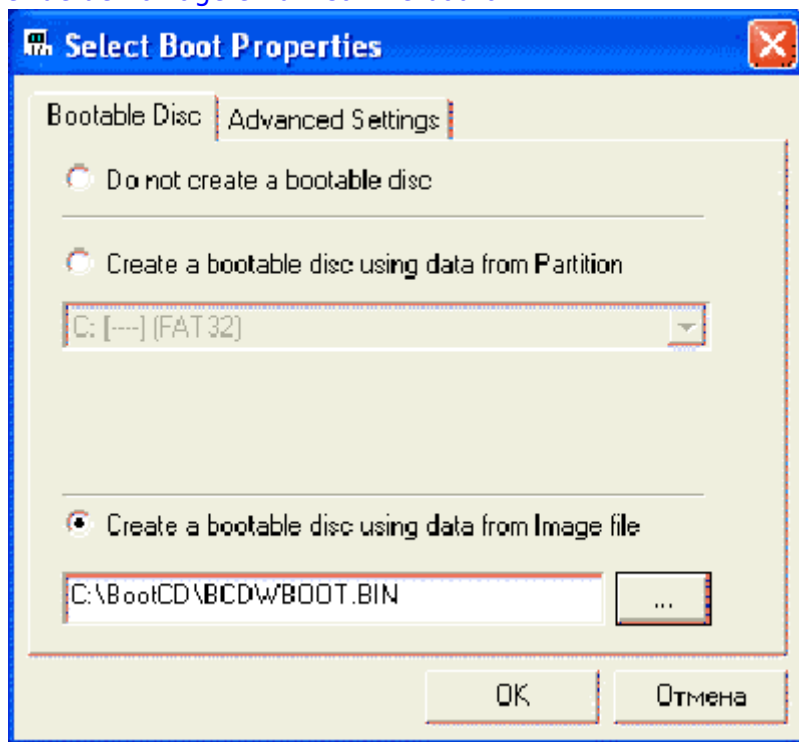 Select Boot Properties
Bootable Disc
Advanced Settings
Do not create a bootable disc
Create a bootable disc using data from Partition
C: [----] (FAT32)
Create a bootable disc using data from Image file
C:\BootCD\BCDWBOOT.BIN
...
OK
Отмена